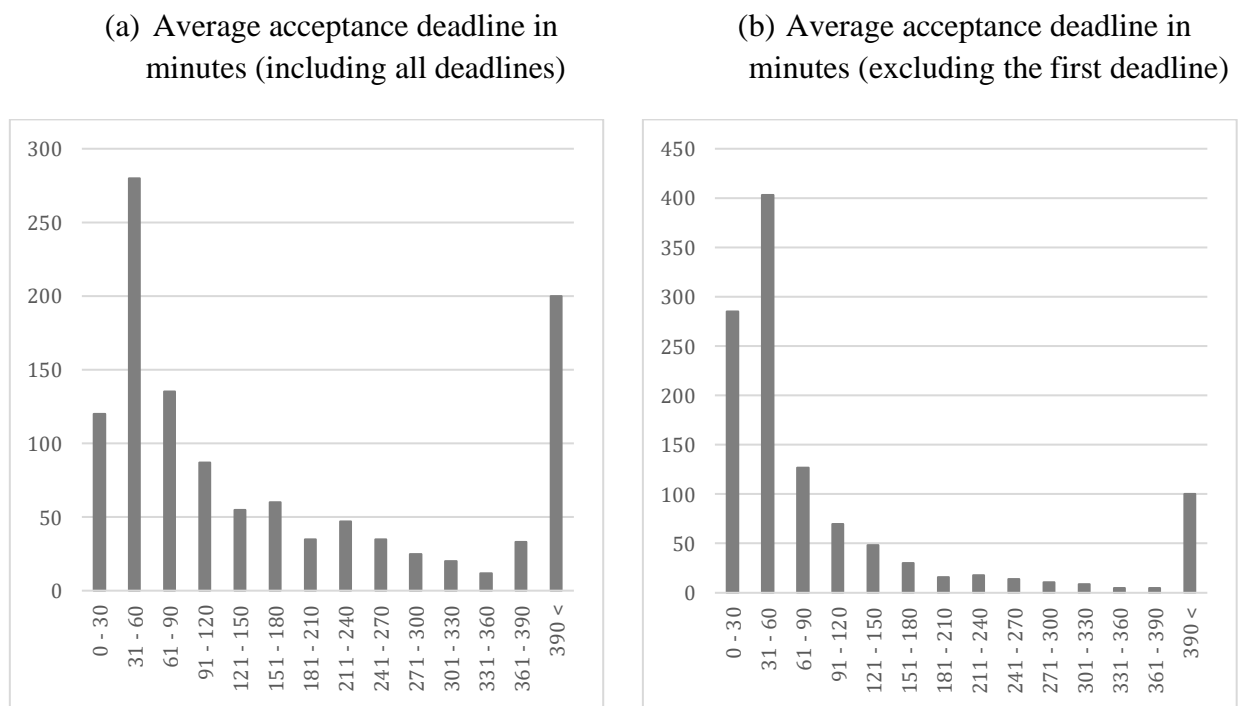 (a) Average acceptance deadline in
minutes (including all deadlines)
300
250
200
150
100
50
0
0 - 30
31 - 60
61 - 90
91 - 120
121 - 150
151 - 180
181 - 210
211 - 240
241 - 270
271 - 300
301 - 330
331 - 360
361 - 390
390 <
(b) Average acceptance deadline in
minutes (excluding the first deadline)
450
400
350
300
250
200
150
100
50
0
0 - 30
31 - 60
61 - 90
91 - 120
121 - 150
151 - 180
181 - 210
211 - 240
241 - 270
271 - 300
301 - 330
331 - 360
361 - 390
390 <